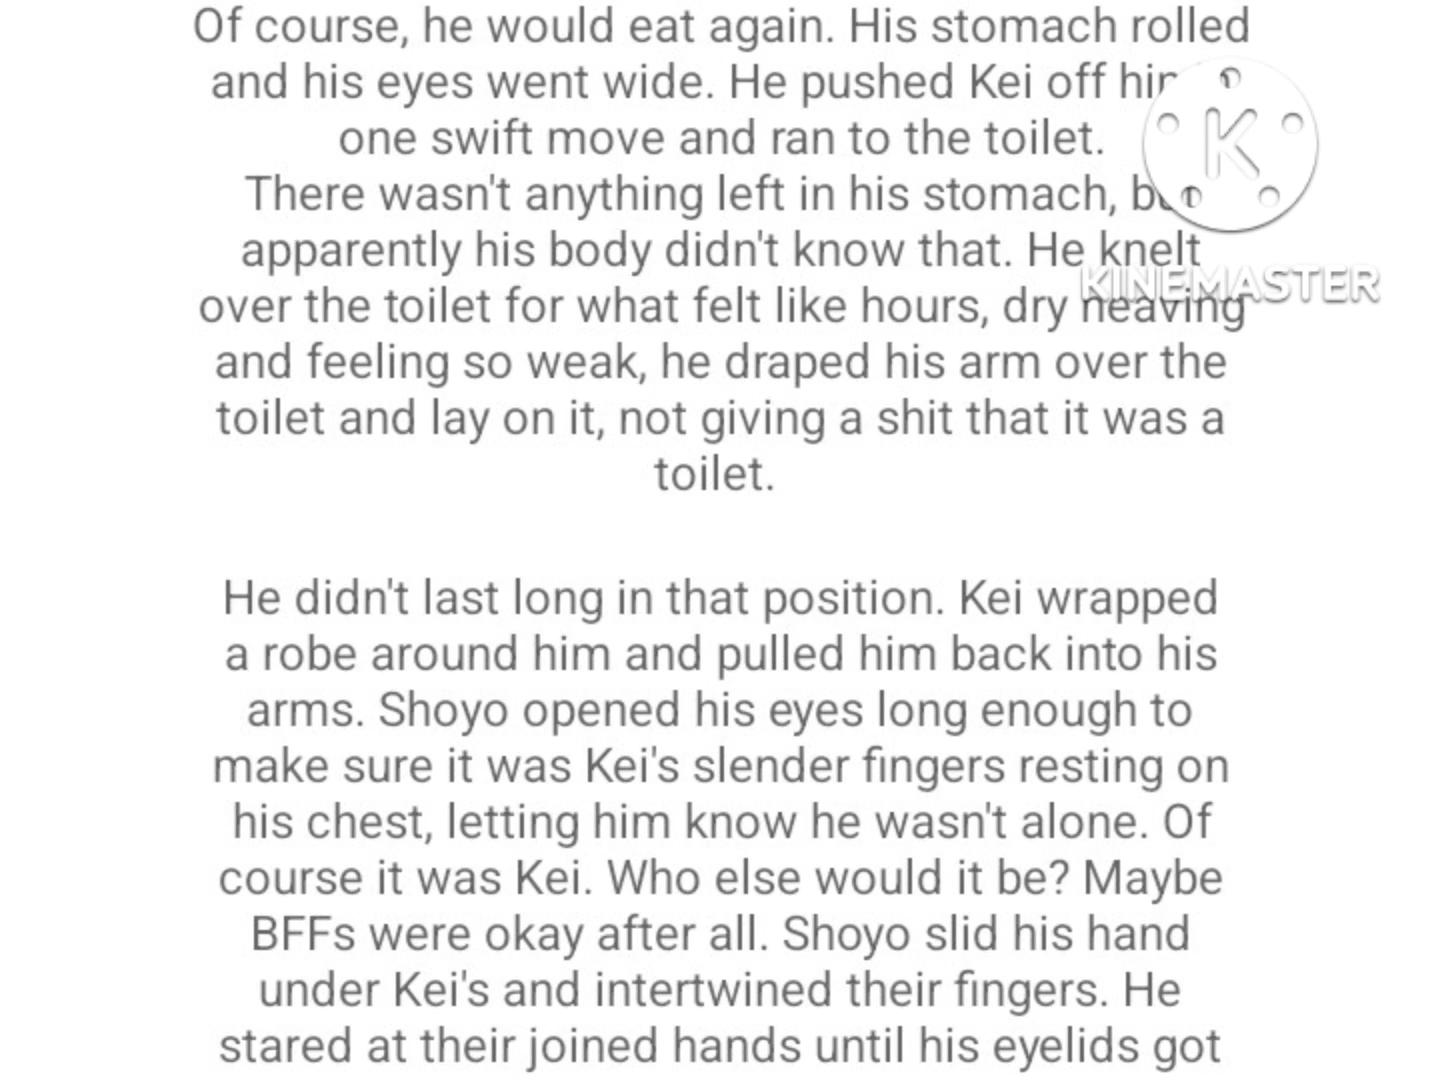 Of course, he would eat again. His stomach rolled
and his eyes went wide. He pushed Kei off
one swift move and ran to the toilet.
There wasn't anything left in his stomach, but
apparently his body didn't know that. He knelt
over the toilet for what felt like hours, dry heaving
and feeling so weak, he draped his arm over the
toilet and lay on it, not giving a shit that it was a
toilet.
He didn't last long in that position. Kei wrapped
a robe around him and pulled him back into his
arms. Shoyo opened his eyes long enough to
make sure it was Kei's slender fingers resting on
his chest, letting him know he wasn't alone. Of
course it was Kei. Who else would it be? Maybe
BFFs were okay after all. Shoyo slid his hand
under Kei's and intertwined their fingers. He
stared at their joined hands until his eyelids got
K
KINEMASTER